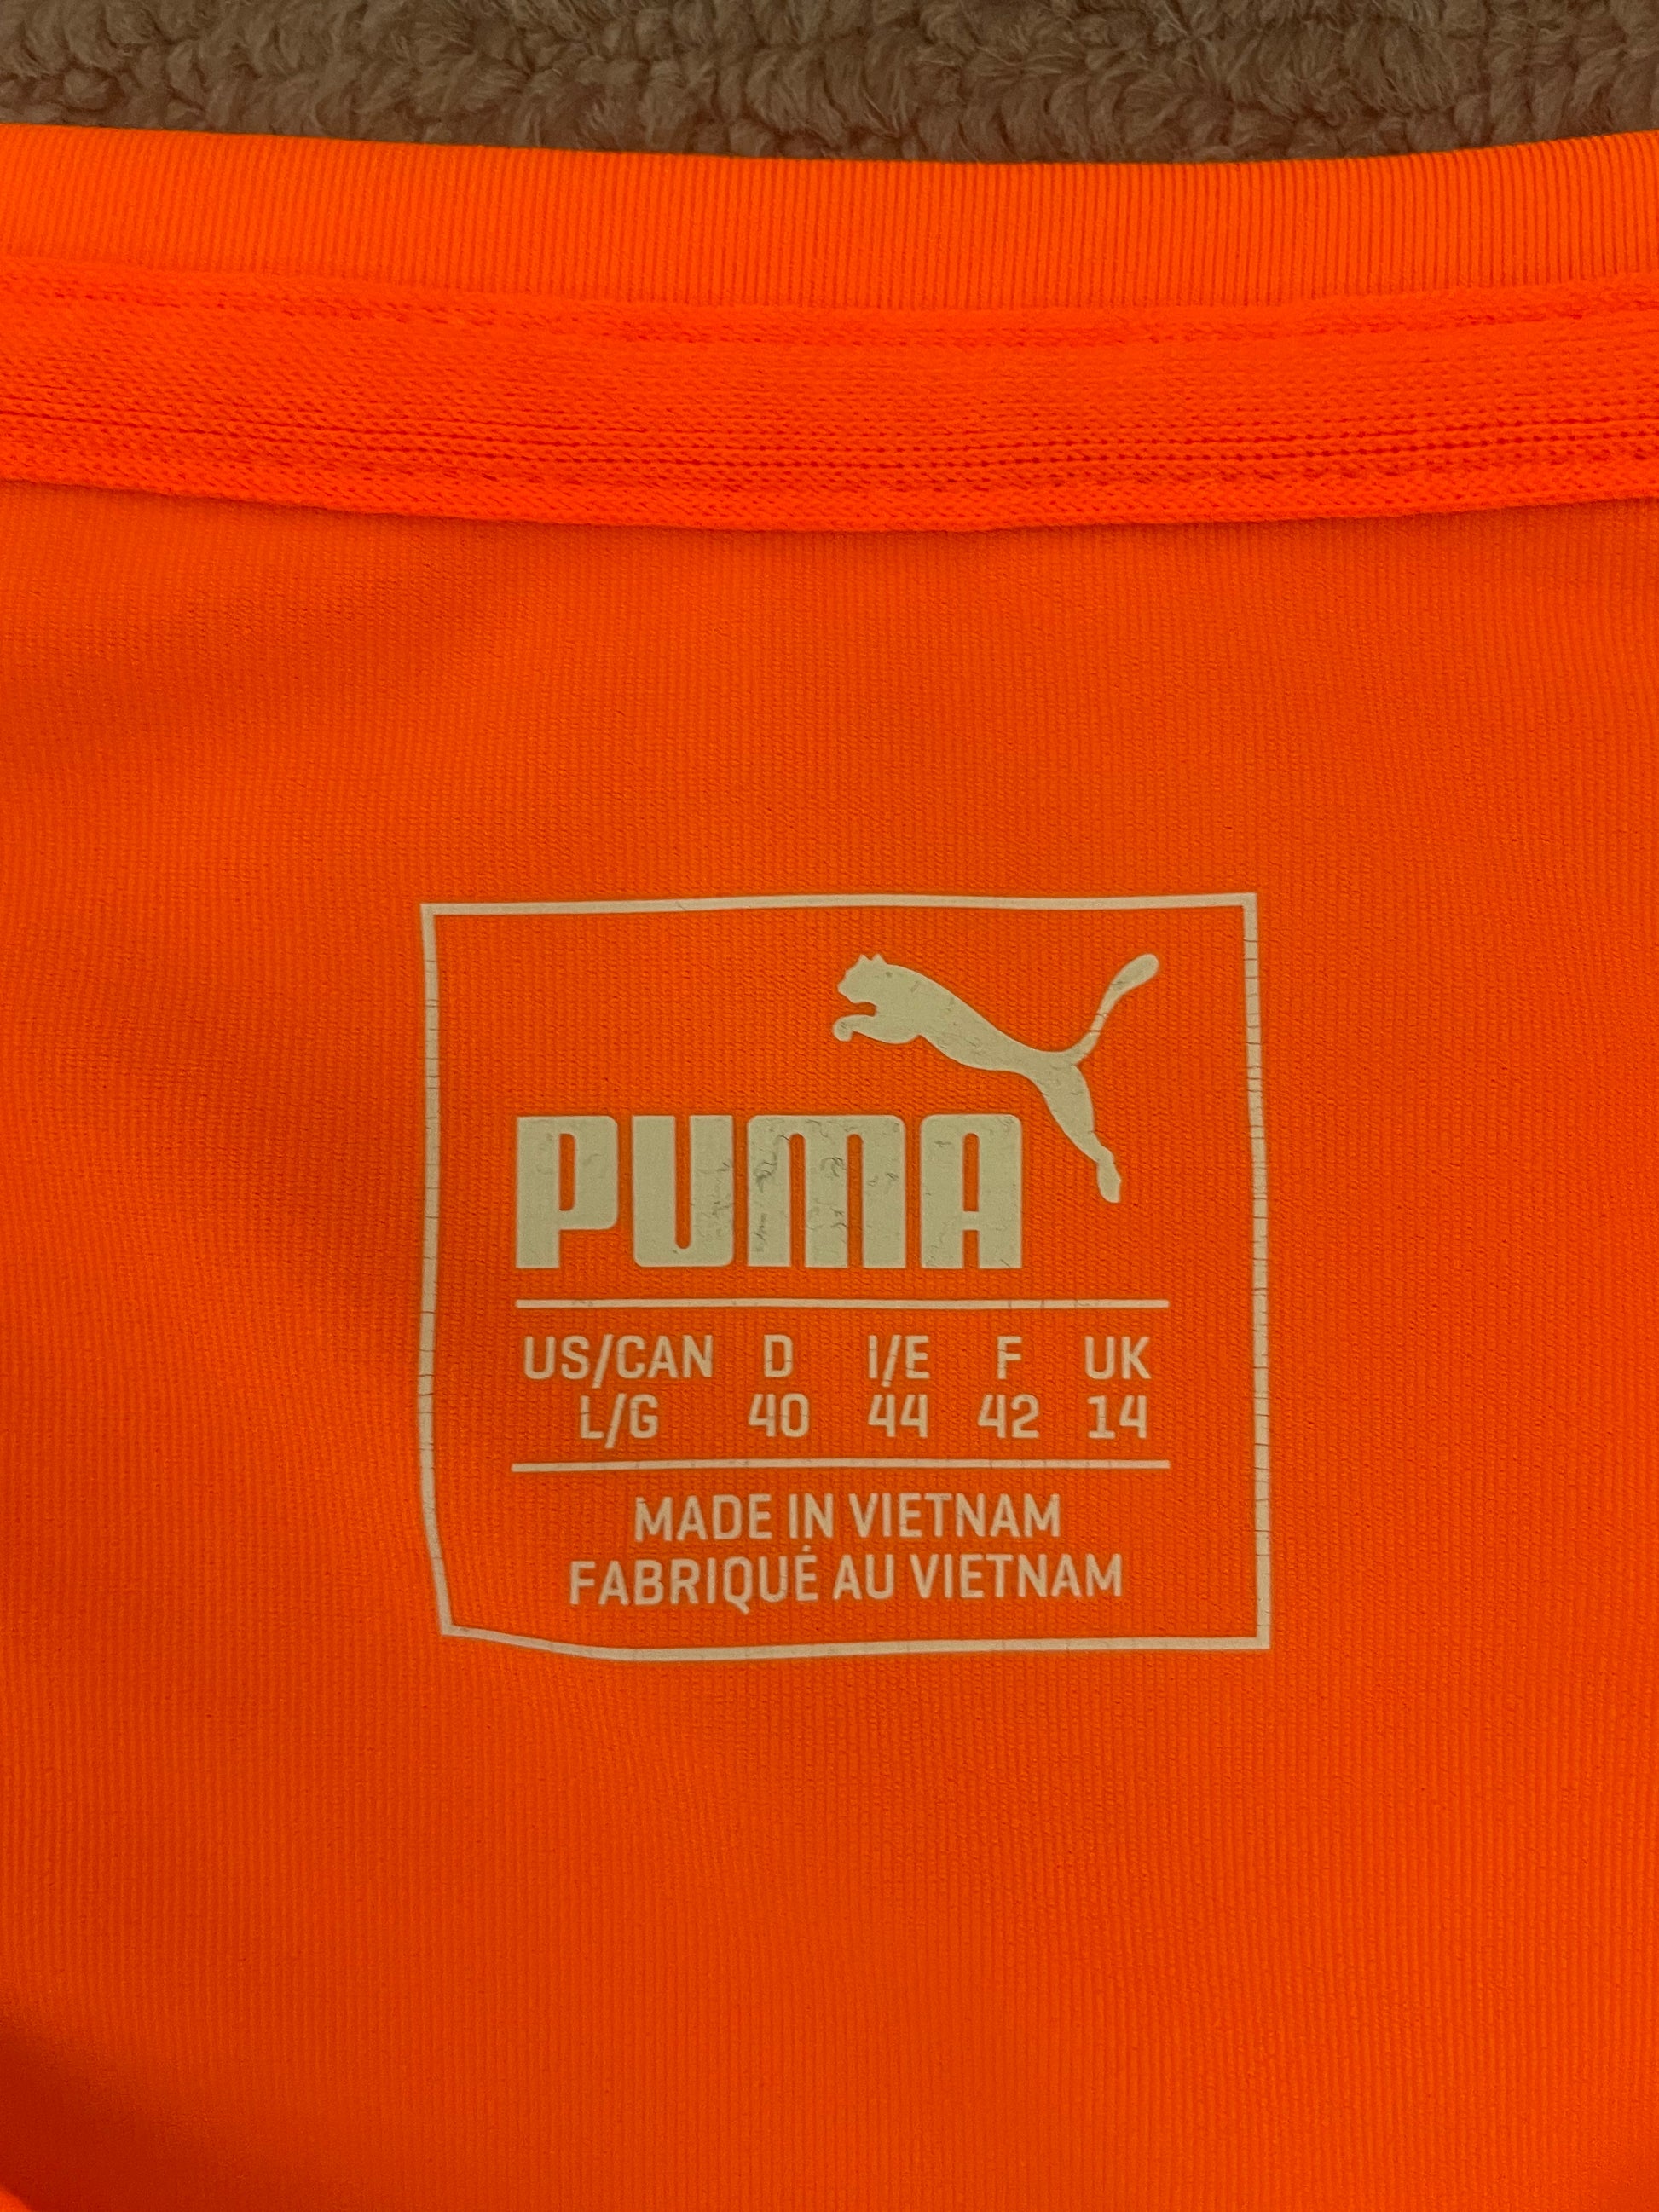 PUMA
US/CAN D I/E F UK
L/G 40 44 42 14
MADE IN VIETNAM
FABRIQUÉ AU VIETNAM